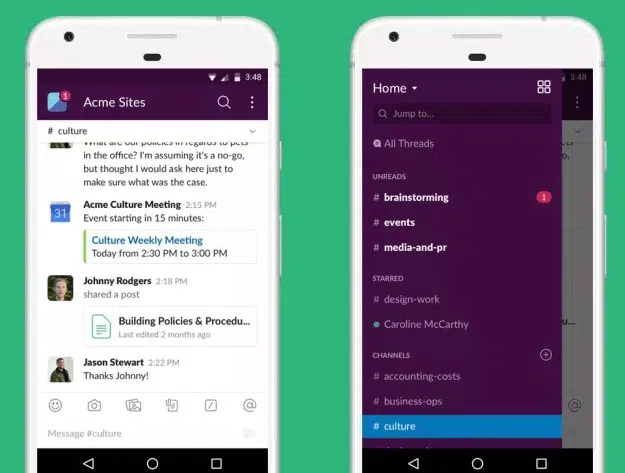 3:48
1
Acme Sites
# culture
What are our policies in regards to pets
in the office? I'm assuming it's a no-go,
but thought I would ask here just to
make sure what was the case.
31
Acme Culture Meeting 2:15 PM
Event starting in 15 minutes:
Culture Weekly Meeting
Today from 2:30 PM to 3:00 PM
Johnny Rodgers 2:18 PM
shared a post
Building Policies & Procedu...
Last edited 2 months ago
Jason Stewart 2:22 PM
Thanks Johnny!
Message #culture
3:48
Home
Jump to...
All Threads
UNREADS
# brainstorming 1
# events
# media-and-pr
STARRED
# design-work
Caroline McCarthy
CHANNELS
# accounting-costs
# business-ops
# culture
ts
o,
u...